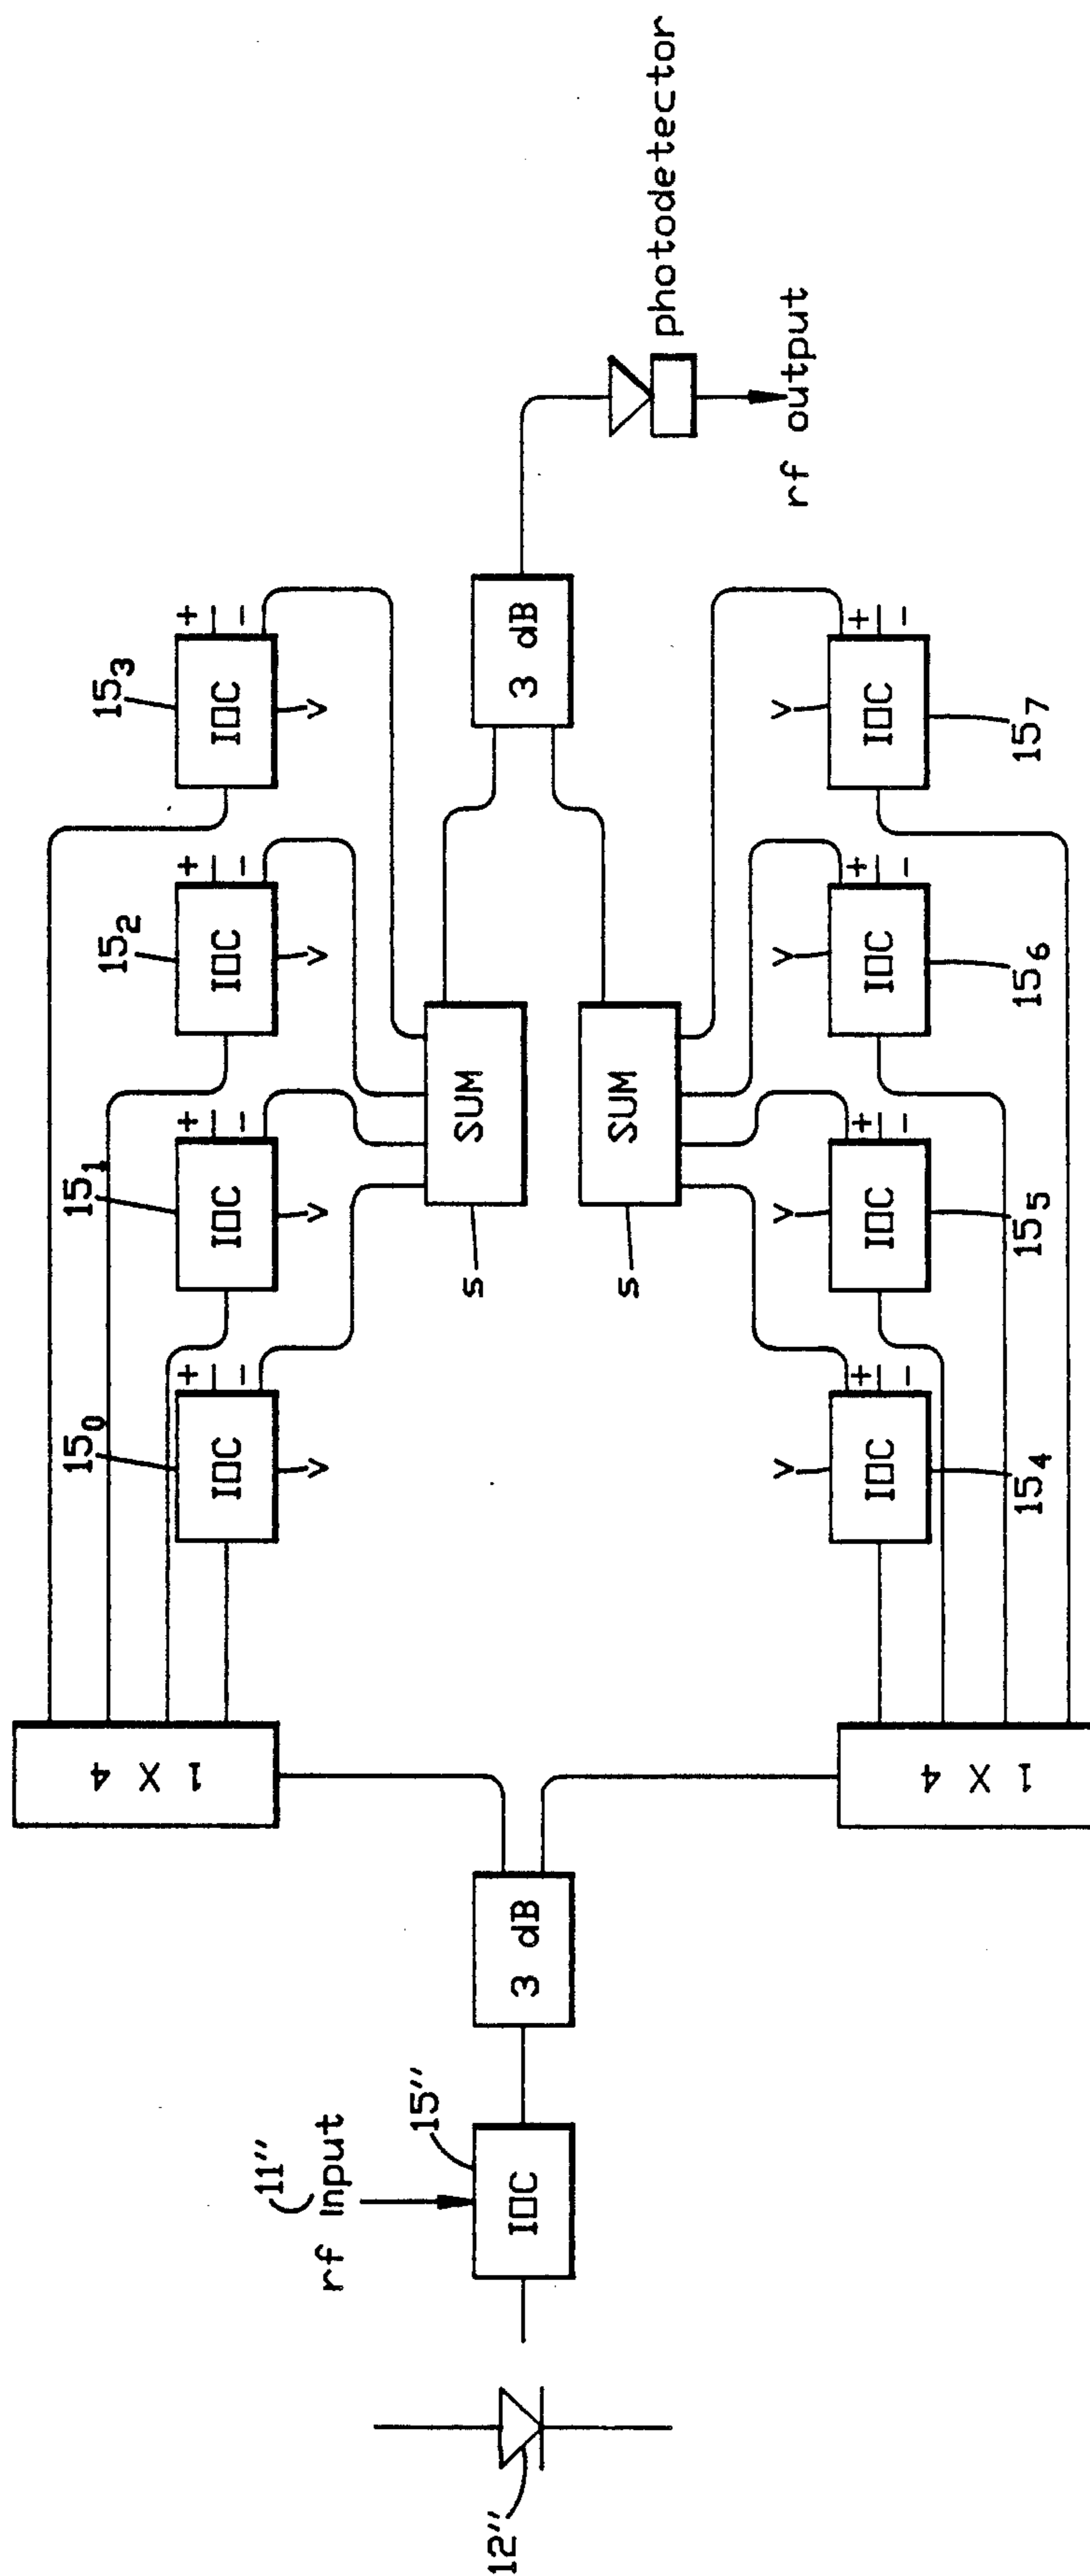 12''
11''
rf Input
15''
IOC
3 dB
1 X 4
1 X 4
15₀
IOC
+
−
V
15₁
IOC
+
−
V
15₂
IOC
+
−
V
15₃
IOC
+
−
V
SUM
s
SUM
s
V
+
−
IOC
15₄
V
+
−
IOC
15₅
V
+
−
IOC
15₆
V
+
−
IOC
15₇
3 dB
photodetector
rf output